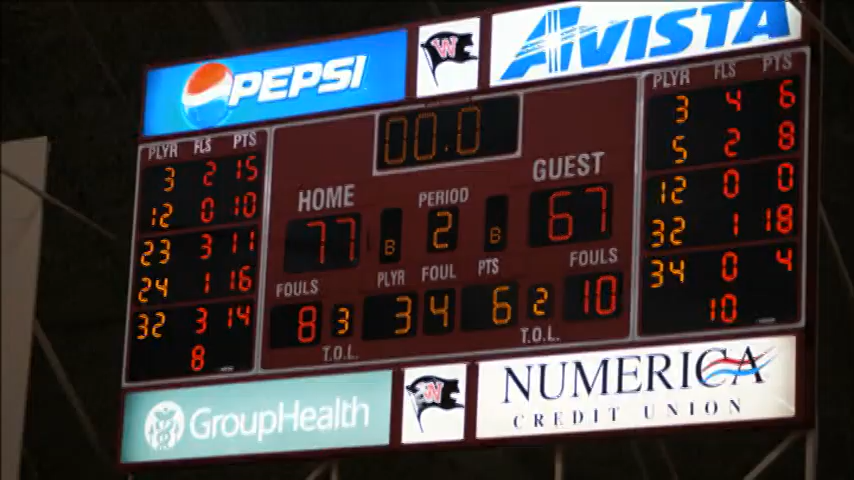 PEPSI W AVISTA
PLYR FLS PTS
3 2 15
12 0 10
23 3 11
24 1 16
32 3 14
8
00.0
HOME PERIOD GUEST
77 B 2 B 67
FOULS PLYR FOUL PTS FOULS
8 3 3 4 6 2 10
T.O.L. T.O.L.
PLYR FLS PTS
3 4 6
5 2 8
12 0 0
32 1 18
34 0 4
10
GroupHealth W NUMERICA
CREDIT UNION